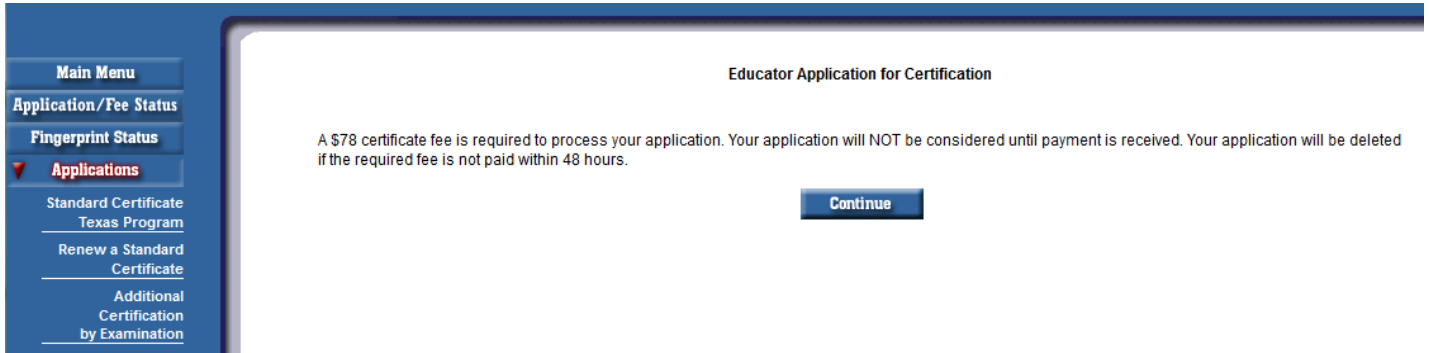 Main Menu
Application/Fee Status
Fingerprint Status
Applications
Standard Certificate
Texas Program
Renew a Standard
Certificate
Additional
Certification
by Examination
Educator Application for Certification
A $78 certificate fee is required to process your application. Your application will NOT be considered until payment is received. Your application will be deleted
if the required fee is not paid within 48 hours.
Continue